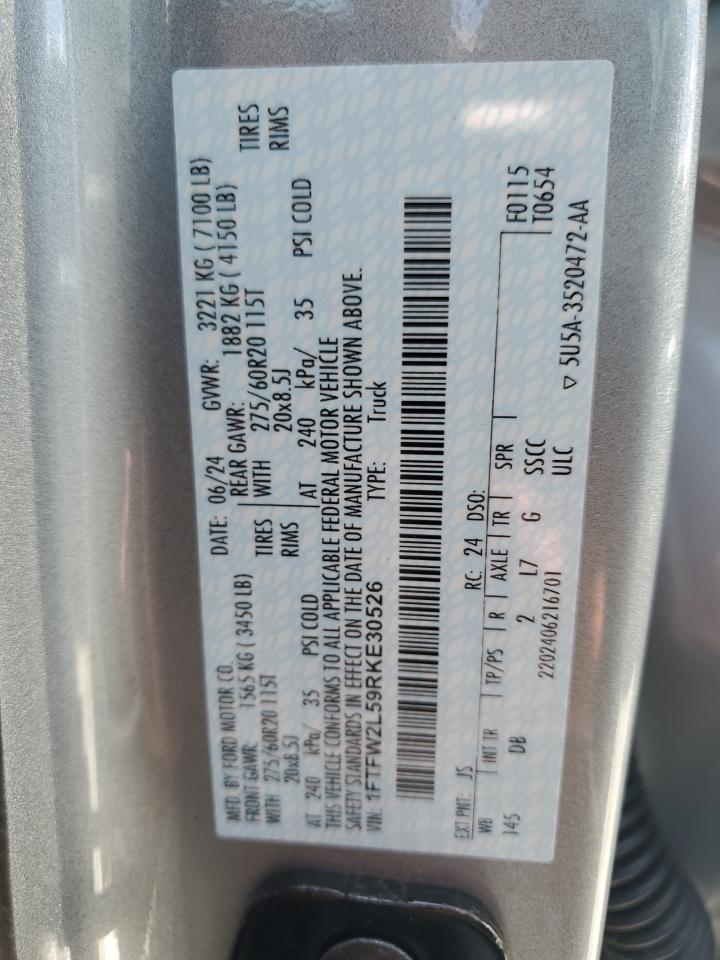 MFD. BY FORD MOTOR CO. DATE: 06/24 GVWR: 3221 KG ( 7100 LB)
FRONT GAWR: 1565 KG ( 3450 LB) REAR GAWR: 1882 KG ( 4150 LB)
WITH 275/60R20 115T TIRES WITH 275/60R20 115T TIRES
20x8.5J RIMS 20x8.5J RIMS
AT 240 kPa/ 35 PSI COLD AT 240 kPa/ 35 PSI COLD
THIS VEHICLE CONFORMS TO ALL APPLICABLE FEDERAL MOTOR VEHICLE
SAFETY STANDARDS IN EFFECT ON THE DATE OF MANUFACTURE SHOWN ABOVE.
VIN: 1FTFW2L59RKE30526 TYPE: Truck
EXT PNT: JS RC: 24 DSO: F0115
WB INT TR TP/PS R AXLE TR SPR T0654
145 DB 2 L7 G SSCC
2202406216701 ULC ▽ 5U5A-3520472-AA